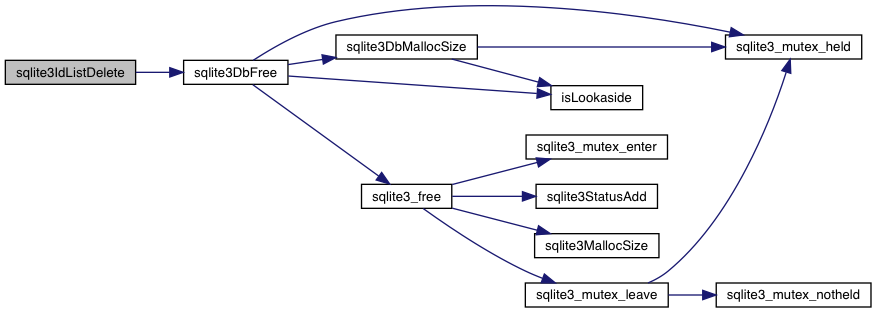 sqlite3IdListDelete
sqlite3DbFree
sqlite3DbMallocSize
sqlite3_mutex_held
isLookaside
sqlite3_mutex_enter
sqlite3_free
sqlite3StatusAdd
sqlite3MallocSize
sqlite3_mutex_leave
sqlite3_mutex_notheld